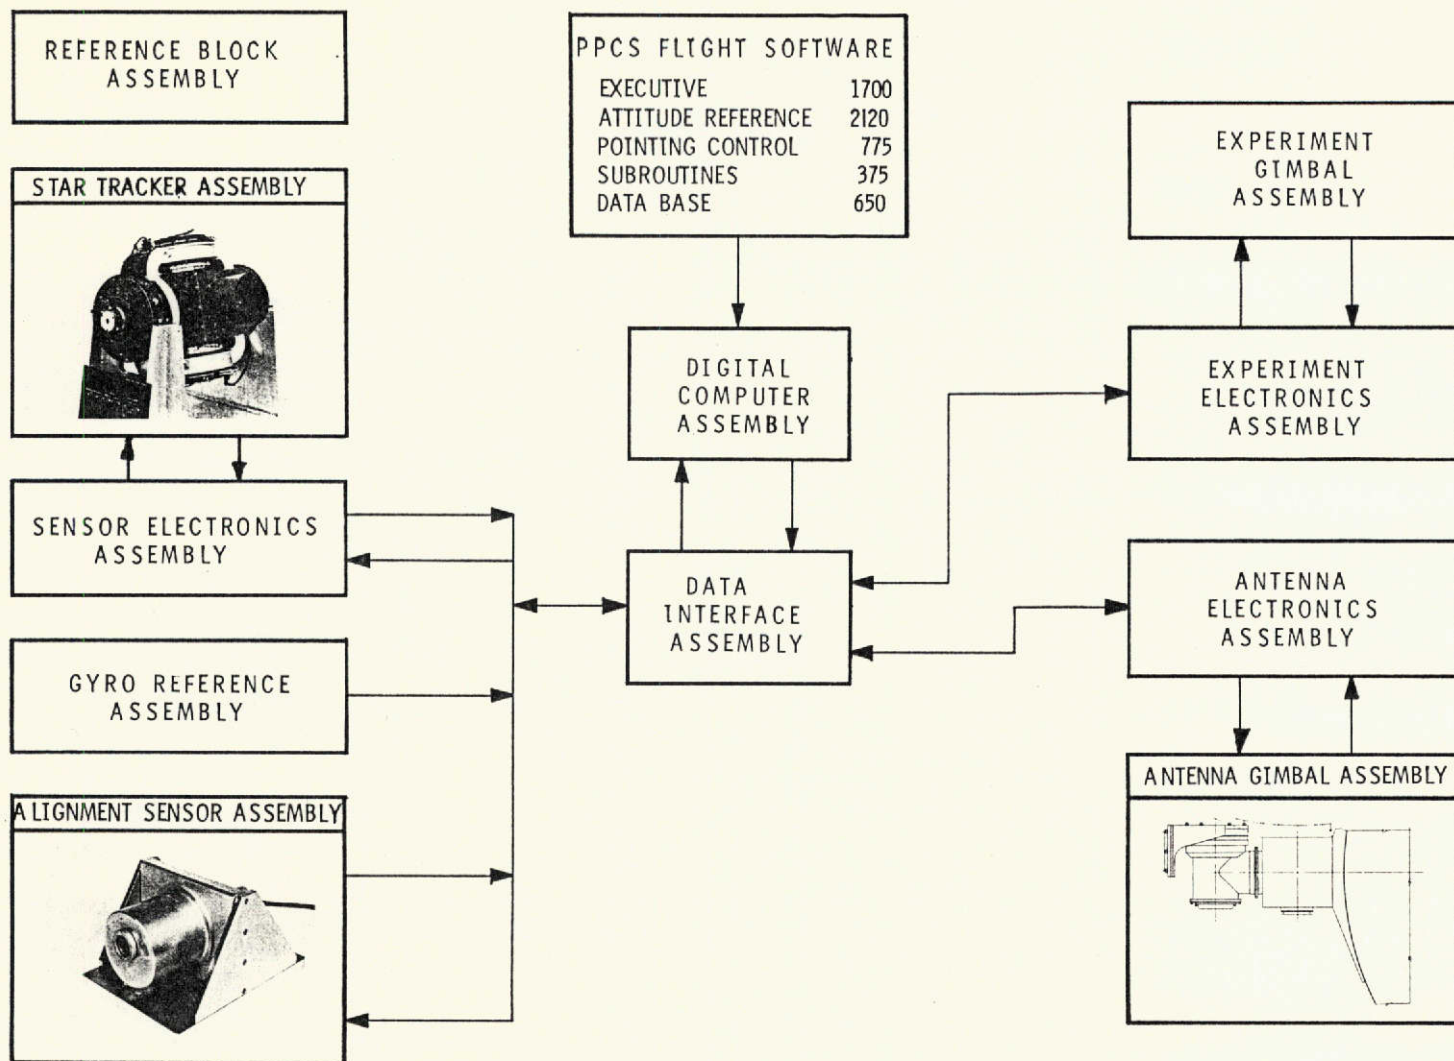 REFERENCE BLOCK
ASSEMBLY
STAR TRACKER ASSEMBLY
SENSOR ELECTRONICS
ASSEMBLY
GYRO REFERENCE
ASSEMBLY
ALIGNMENT SENSOR ASSEMBLY
PPCS FLIGHT SOFTWARE
EXECUTIVE 1700
ATTITUDE REFERENCE 2120
POINTING CONTROL 775
SUBROUTINES 375
DATA BASE 650
DIGITAL
COMPUTER
ASSEMBLY
DATA
INTERFACE
ASSEMBLY
EXPERIMENT
GIMBAL
ASSEMBLY
EXPERIMENT
ELECTRONICS
ASSEMBLY
ANTENNA
ELECTRONICS
ASSEMBLY
ANTENNA GIMBAL ASSEMBLY